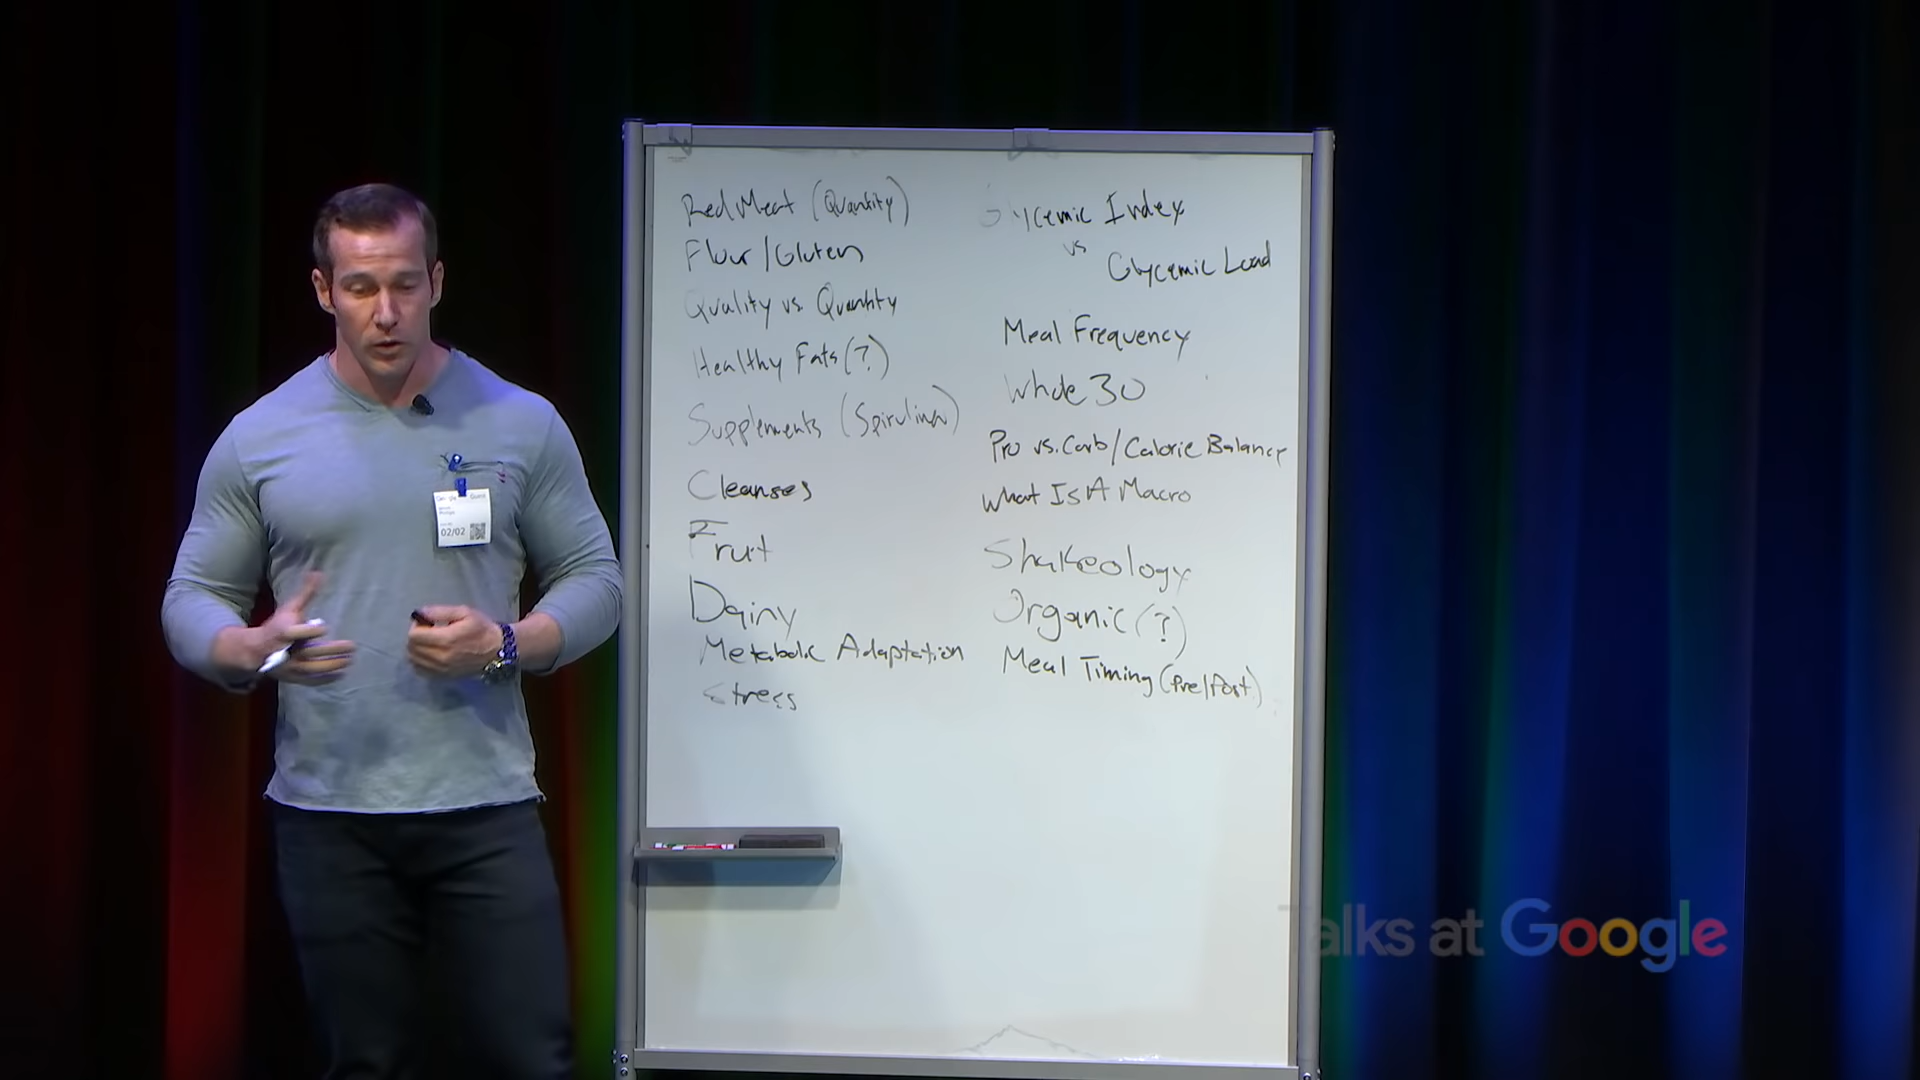 Red Meat (Quantity)
Flour/Gluten
Quality vs. Quantity
Healthy Fats (?)
Supplements (Spirulina)
Cleanses
Fruit
Dairy
Metabolic Adaptation
Stress
Glycemic Index
vs
Glycemic Load
Meal Frequency
Whole 30
Pro vs. Carb/Calorie Balance
What Is A Macro
Shakeology
Organic (?)
Meal Timing (Pre/Post)
02/02
Talks at Google